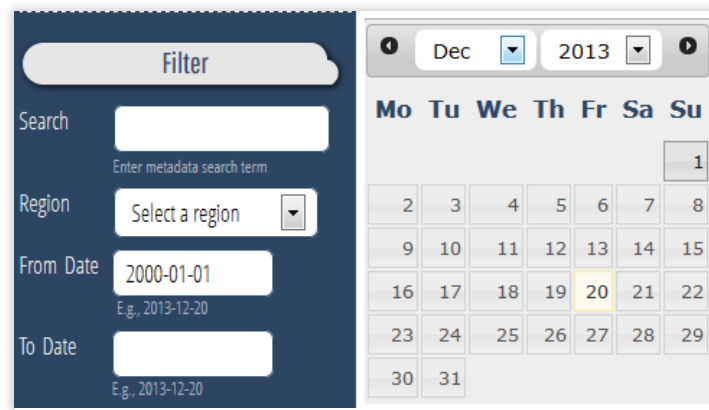 Filter
Search
Enter metadata search term
Region
Select a region
From Date
2000-01-01
E.g., 2013-12-20
To Date
E.g., 2013-12-20
Dec 2013
Mo Tu We Th Fr Sa Su
1
2 3 4 5 6 7 8
9 10 11 12 13 14 15
16 17 18 19 20 21 22
23 24 25 26 27 28 29
30 31